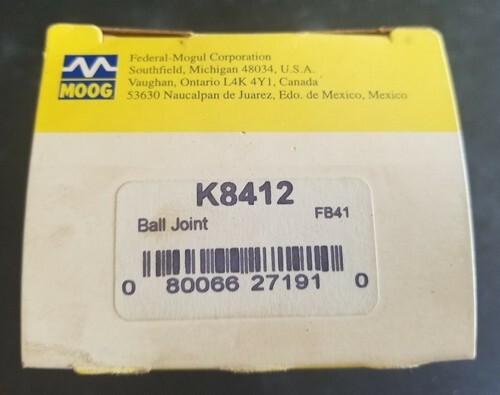 MOOG
Federal-Mogul Corporation
Southfield, Michigan 48034, U.S.A.
Vaughan, Ontario L4K 4Y1, Canada
53630 Naucalpan de Juarez, Edo. de Mexico, Mexico
K8412
Ball Joint FB41
0 80066 27191 0